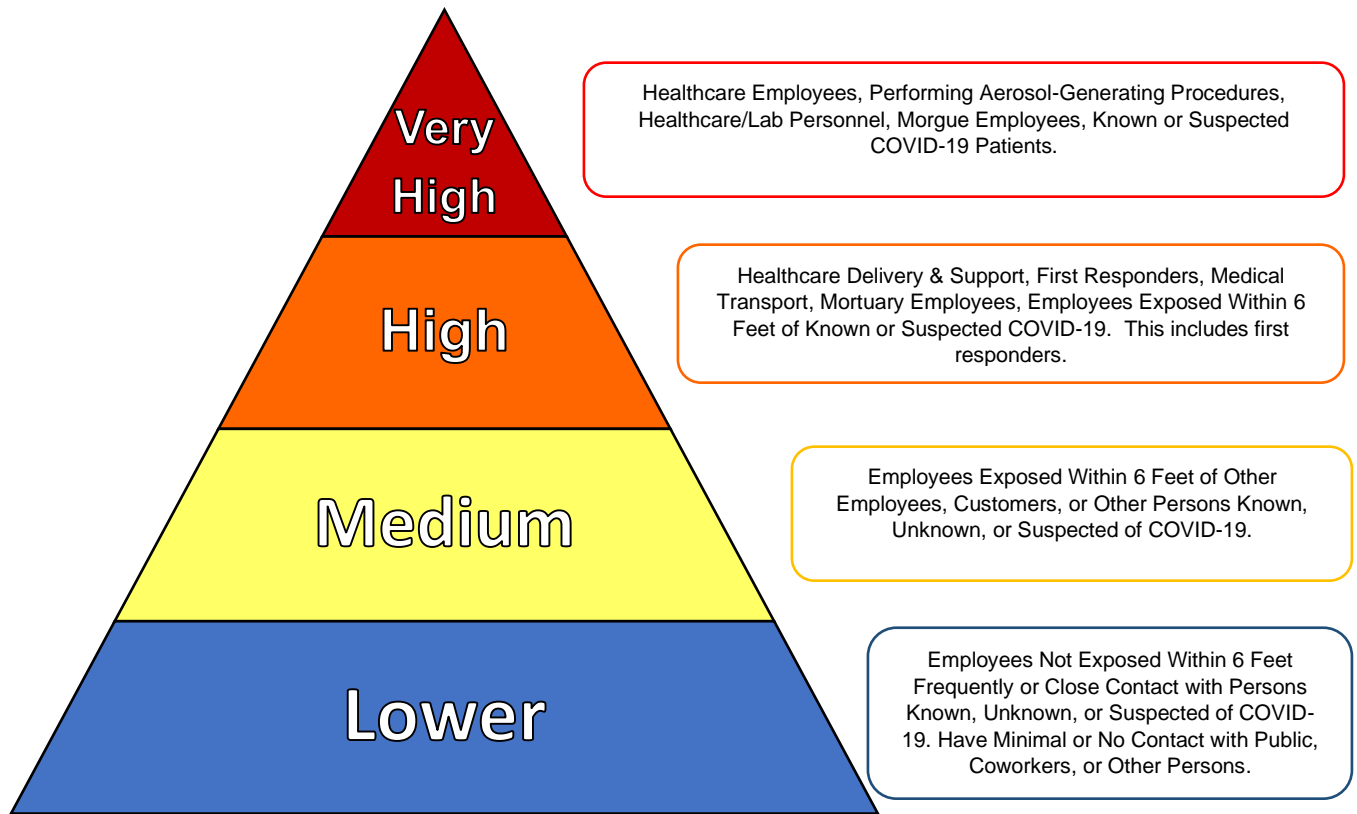 Very
High
Healthcare Employees, Performing Aerosol-Generating Procedures,
Healthcare/Lab Personnel, Morgue Employees, Known or Suspected
COVID-19 Patients.
High
Healthcare Delivery & Support, First Responders, Medical
Transport, Mortuary Employees, Employees Exposed Within 6
Feet of Known or Suspected COVID-19.  This includes first
responders.
Medium
Employees Exposed Within 6 Feet of Other
Employees, Customers, or Other Persons Known,
Unknown, or Suspected of COVID-19.
Lower
Employees Not Exposed Within 6 Feet
Frequently or Close Contact with Persons
Known, Unknown, or Suspected of COVID-
19. Have Minimal or No Contact with Public,
Coworkers, or Other Persons.